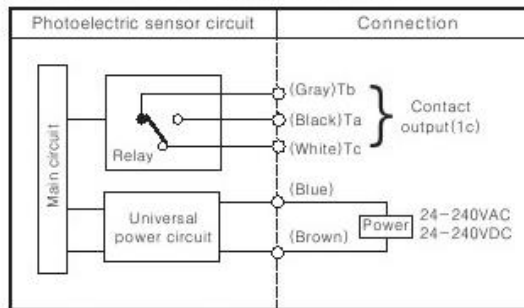 Photoelectric sensor circuit
Connection
Main circuit
Relay
(Gray)Tb
(Black)Ta
(White)Tc
Contact
output(1c)
Universal
power circuit
(Blue)
(Brown)
Power
24-240VAC
24-240VDC